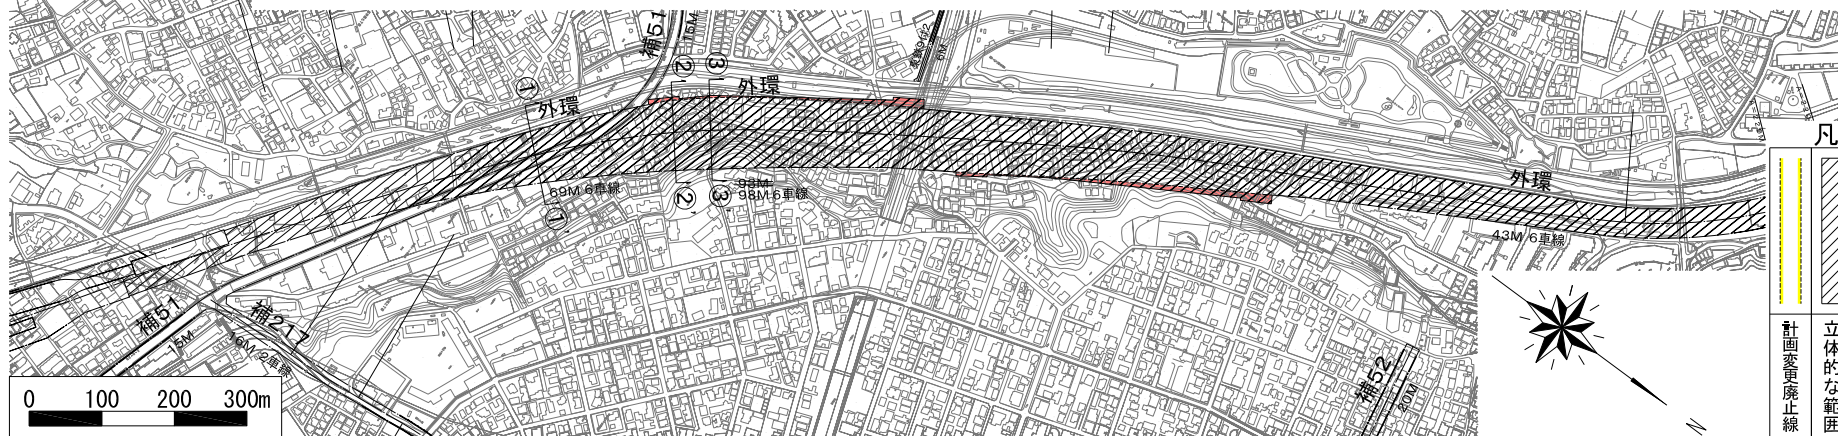 補51
15M
②
③
外環
①
外環
6M
凡
69M 6車線
93M
98M 6車線
①'
②'
③'
外環
43M 6車線
補51
15M
補217
16M 2車線
補52
20M
0 100 200 300m
N
計画変更廃止線
立体的な範囲